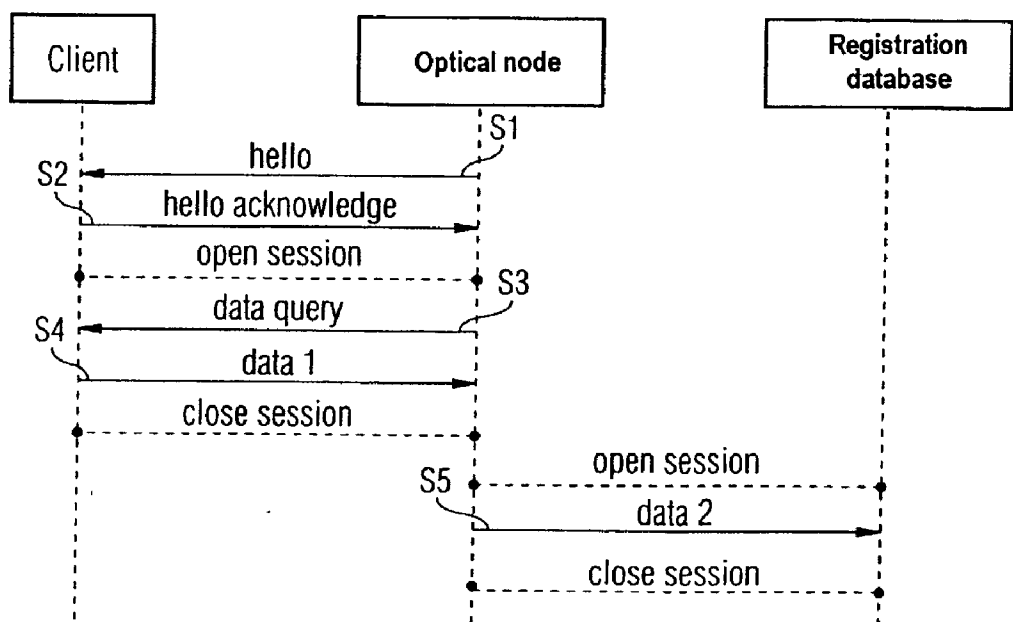 Client
Optical node
Registration
database
S1
hello
S2
hello acknowledge
open session
S3
data query
S4
data 1
close session
open session
S5
data 2
close session